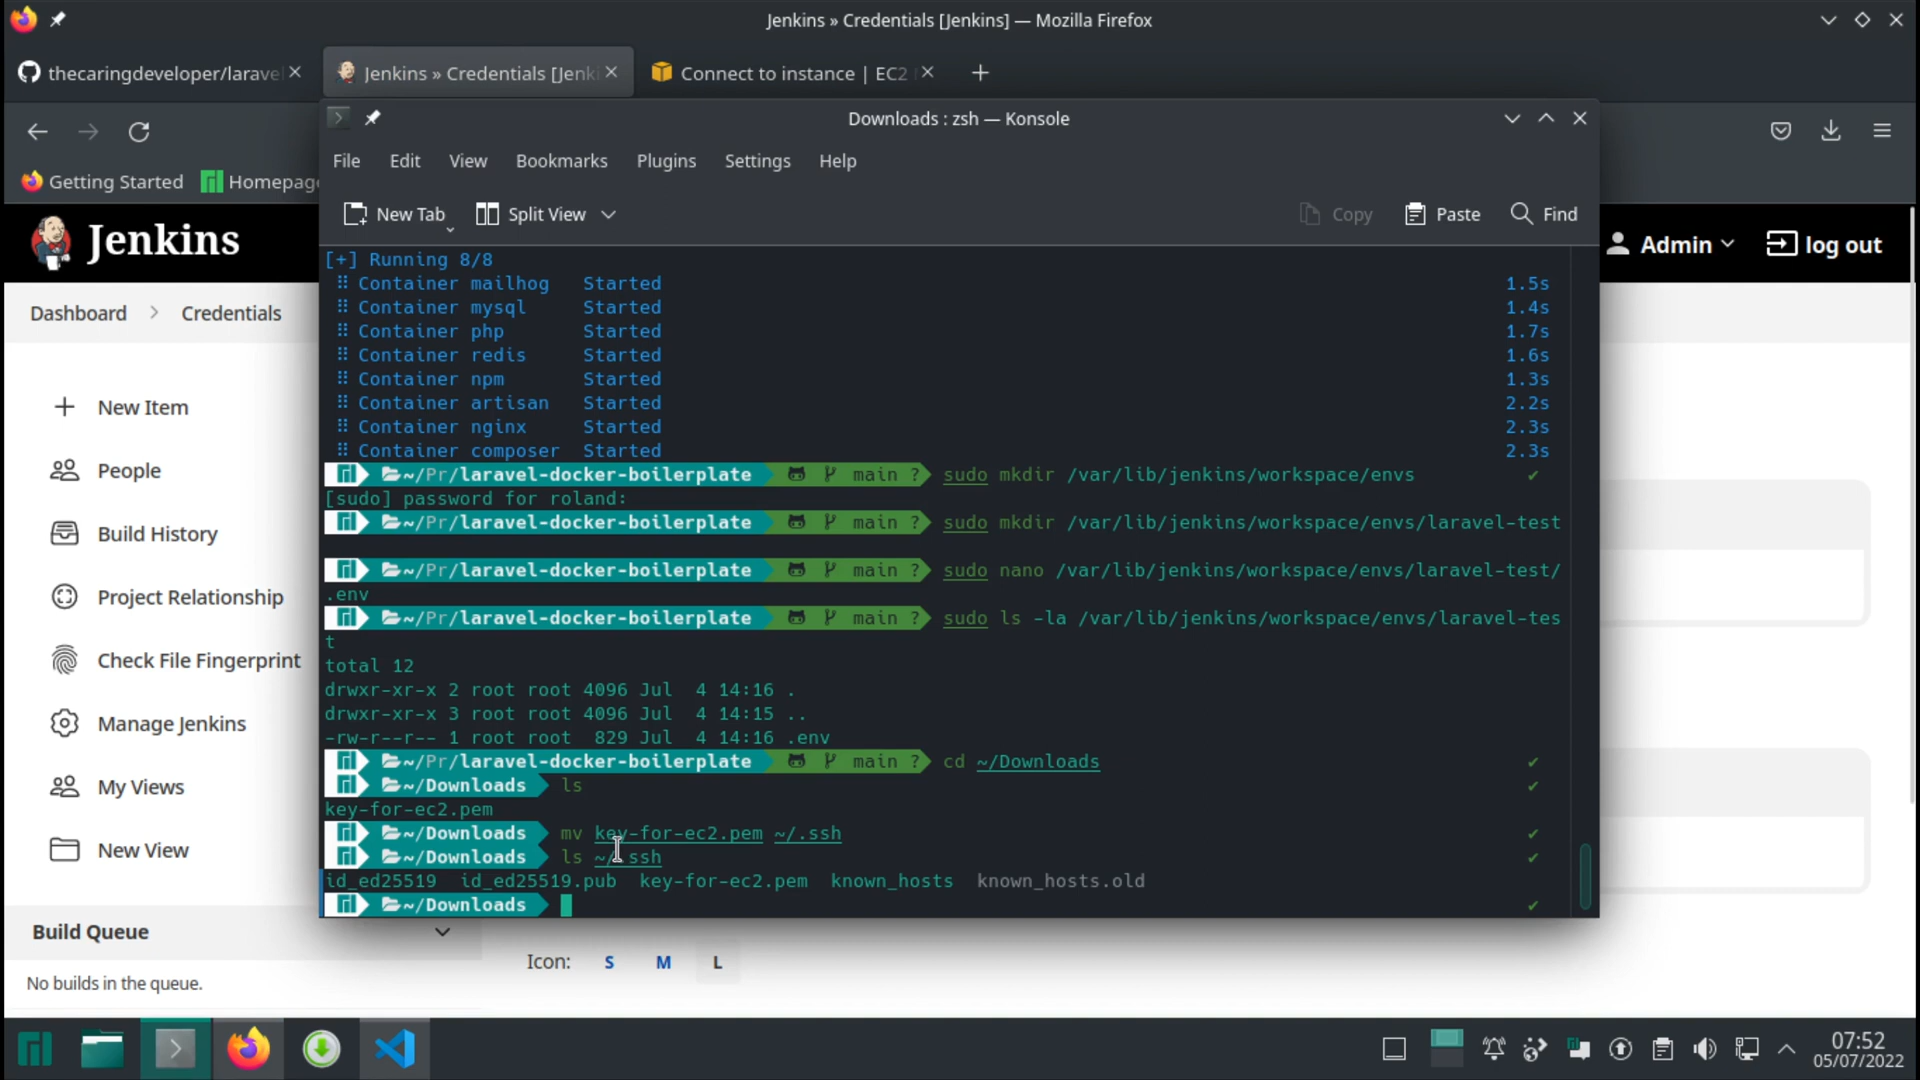 Jenkins » Credentials [Jenkins] — Mozilla Firefox
thecaringdeveloper/larave
Jenkins » Credentials [Jenk
Connect to instance | EC2
Downloads : zsh — Konsole
File Edit View Bookmarks Plugins Settings Help
Getting Started
Homepag
New Tab
Split View
Copy
Paste
Find
Jenkins
Admin
log out
Dashboard
Credentials
New Item
People
Build History
Project Relationship
Check File Fingerprint
Manage Jenkins
My Views
New View
Build Queue
No builds in the queue.
[+] Running 8/8
Container mailhog Started 1.5s
Container mysql Started 1.4s
Container php Started 1.7s
Container redis Started 1.6s
Container npm Started 1.3s
Container artisan Started 2.2s
Container nginx Started 2.3s
Container composer Started 2.3s
~/Pr/laravel-docker-boilerplate main ? sudo mkdir /var/lib/jenkins/workspace/envs ✔
[sudo] password for roland:
~/Pr/laravel-docker-boilerplate main ? sudo mkdir /var/lib/jenkins/workspace/envs/laravel-test
~/Pr/laravel-docker-boilerplate main ? sudo nano /var/lib/jenkins/workspace/envs/laravel-test/
.env
~/Pr/laravel-docker-boilerplate main ? sudo ls -la /var/lib/jenkins/workspace/envs/laravel-tes
t
total 12
drwxr-xr-x 2 root root 4096 Jul 4 14:16 .
drwxr-xr-x 3 root root 4096 Jul 4 14:15 ..
-rw-r--r-- 1 root root 829 Jul 4 14:16 .env
~/Pr/laravel-docker-boilerplate main ? cd ~/Downloads ✔
~/Downloads ls ✔
key-for-ec2.pem
~/Downloads mv key-for-ec2.pem ~/.ssh ✔
~/Downloads ls ~/.ssh ✔
id_ed25519 id_ed25519.pub key-for-ec2.pem known_hosts known_hosts.old
~/Downloads ✔
Icon: S M L
07:52
05/07/2022